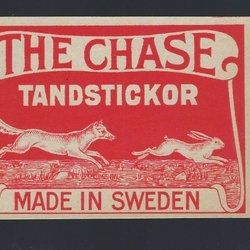 THE CHASE
TANDSTICKOR
MADE IN SWEDEN